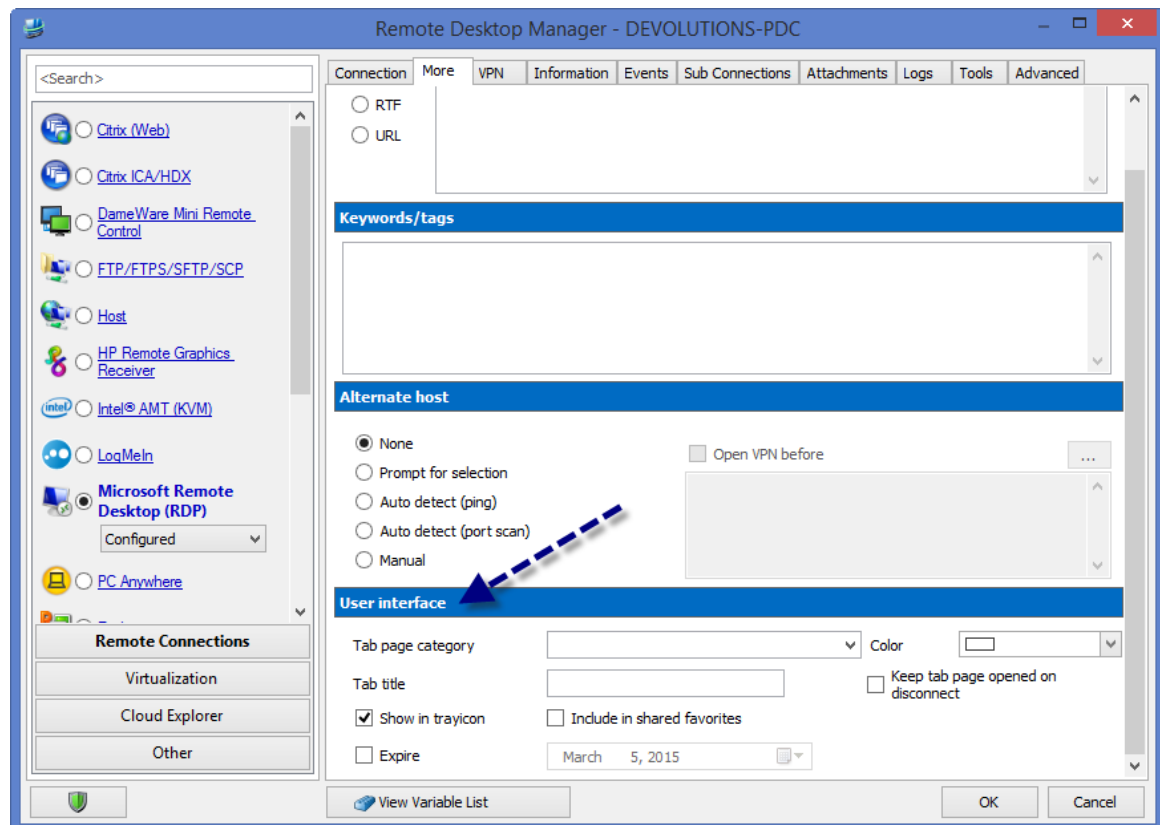 Remote Desktop Manager - DEVOLUTIONS-PDC
<Search>
Citrix (Web)
Citrix ICA/HDX
DameWare Mini Remote
Control
FTP/FTPS/SFTP/SCP
Host
HP Remote Graphics
Receiver
intel
Intel® AMT (KVM)
LogMeIn
Microsoft Remote
Desktop (RDP)
Configured
PC Anywhere
Remote Connections
Virtualization
Cloud Explorer
Other
Connection More VPN Information Events Sub Connections Attachments Logs Tools Advanced
RTF
URL
Keywords/tags
Alternate host
None
Open VPN before
...
Prompt for selection
Auto detect (ping)
Auto detect (port scan)
Manual
User interface
Tab page category
Color
Tab title
Keep tab page opened on
disconnect
Show in trayicon
Include in shared favorites
Expire
March 5, 2015
View Variable List
OK
Cancel